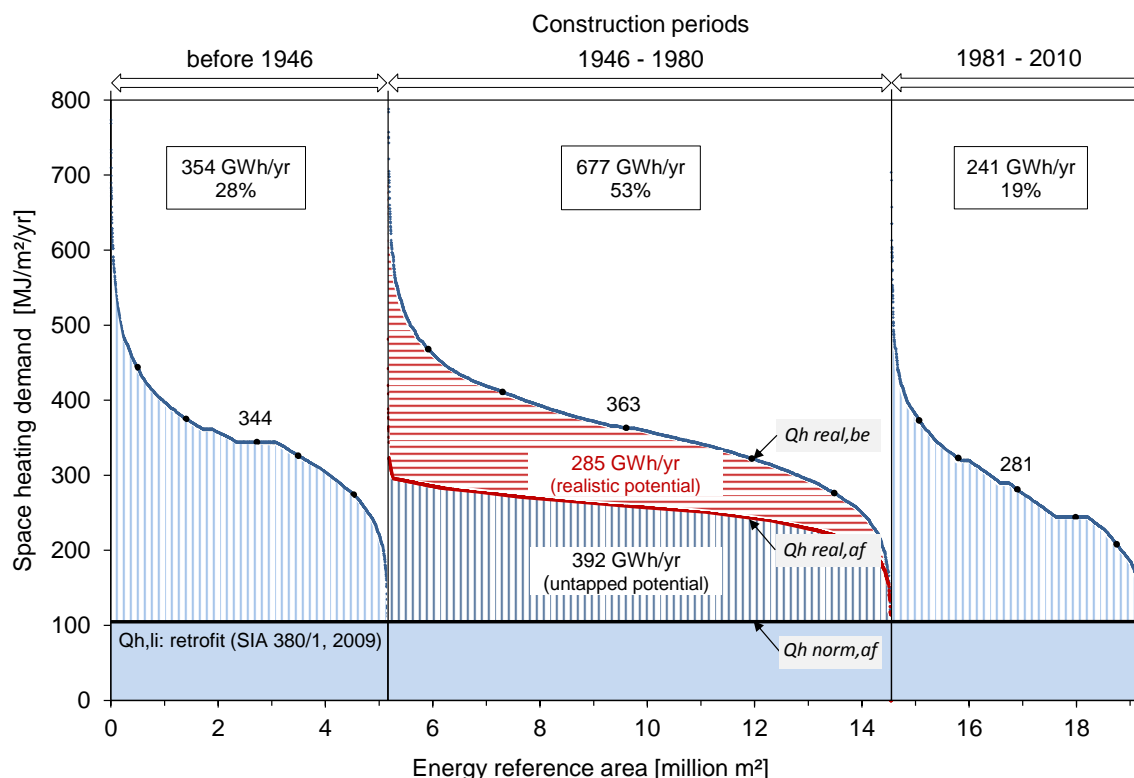 Construction periods
before 1946
1946 - 1980
1981 - 2010
Space heating demand [MJ/m²/yr]
800
700
600
500
400
300
200
100
0
354 GWh/yr
28%
677 GWh/yr
53%
241 GWh/yr
19%
344
363
281
Qh real,be
285 GWh/yr
(realistic potential)
Qh real,af
392 GWh/yr
(untapped potential)
Qh,li: retrofit (SIA 380/1, 2009)
Qh norm,af
0 2 4 6 8 10 12 14 16 18
Energy reference area [million m²]